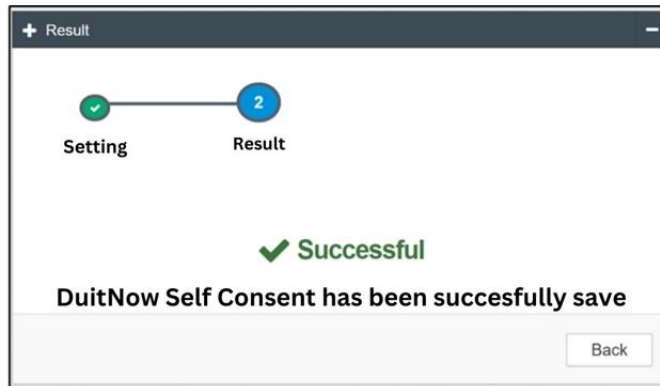 Result
2
Setting
Result
Successful
DuitNow Self Consent has been succesfully save
Back